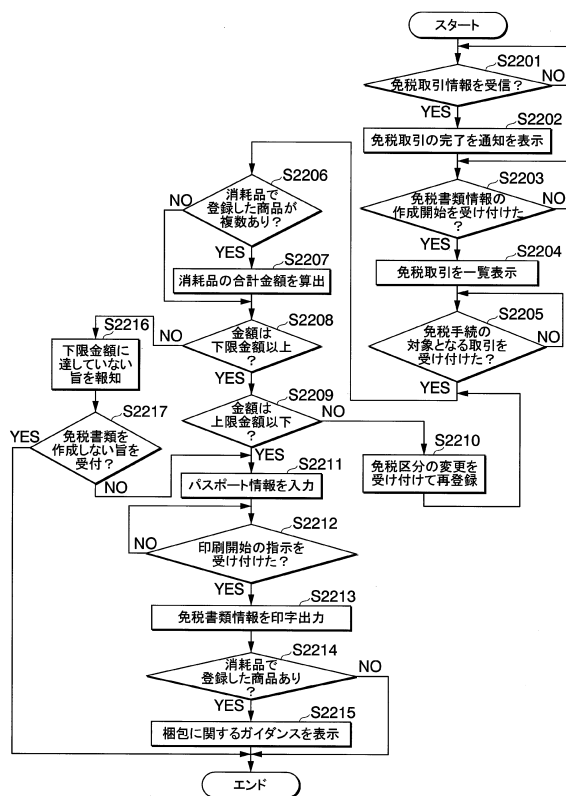 スタート
S2201
免税取引情報を受信？
NO
YES
S2202
免税取引の完了を通知を表示
S2203
免税書類情報の
作成開始を受け付けた
？
NO
YES
S2204
免税取引を一覧表示
S2205
免税手続の
対象となる取引を
受け付けた？
NO
YES
S2206
消耗品で
登録した商品が
複数あり？
NO
YES
S2207
消耗品の合計金額を算出
S2208
金額は
下限金額以上
？
NO
YES
S2216
下限金額に
達していない
旨を報知
S2217
免税書類を
作成しない旨を
受付？
YES
NO
S2209
金額は
上限金額以下
？
NO
YES
S2210
免税区分の変更を
受け付けて再登録
S2211
パスポート情報を入力
S2212
印刷開始の指示を
受け付けた？
NO
YES
S2213
免税書類情報を印字出力
S2214
消耗品で
登録した商品あり
？
NO
YES
S2215
梱包に関するガイダンスを表示
エンド